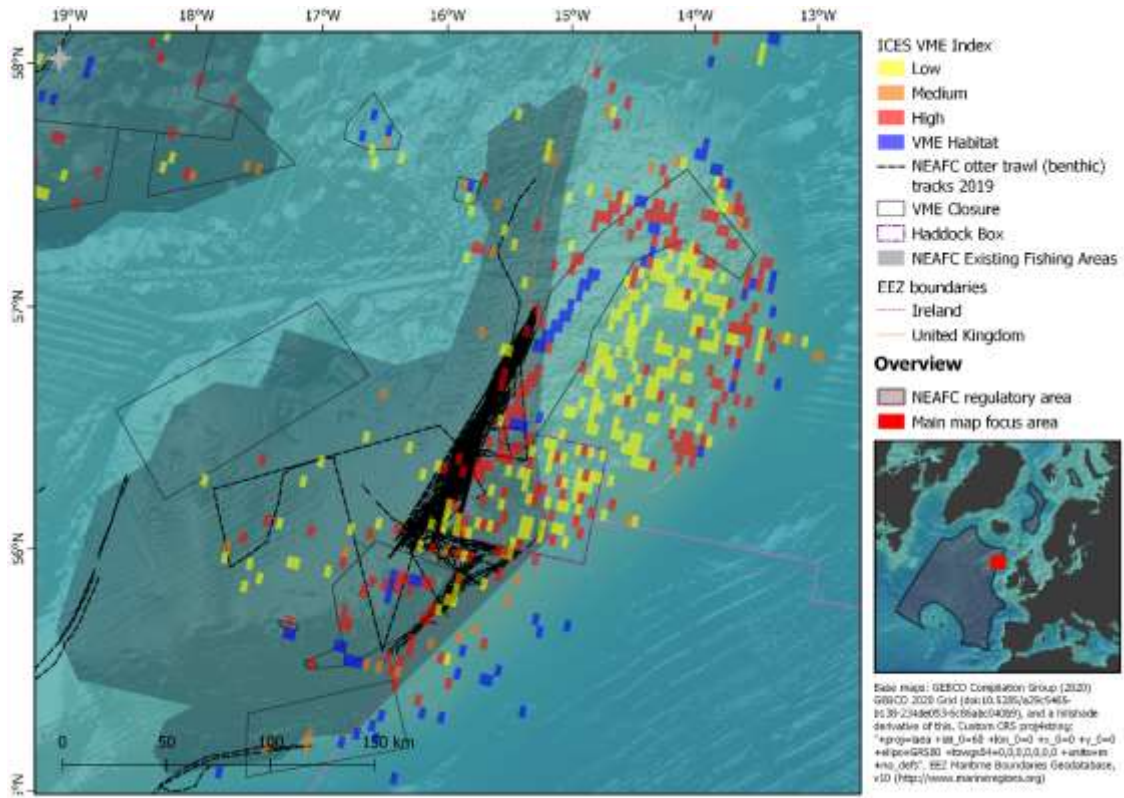 19°W 18°W 17°W 16°W 15°W 14°W 13°W
58°N
57°N
56°N
0 50 100 150 km
ICES VME Index
Low
Medium
High
VME Habitat
NEAFC otter trawl (benthic)
tracks 2019
VME Closure
Haddock Box
NEAFC Existing Fishing Areas
EEZ boundaries
Ireland
United Kingdom
Overview
NEAFC regulatory area
Main map focus area
Base maps: GEBCO Compilation Group (2020)
GEBCO 2020 Grid
and a hillshade
derivative of this. Custom CRS proj4string:
EEZ Maritime Boundaries Geodatabase,
v10 (http://www.marineregions.org)